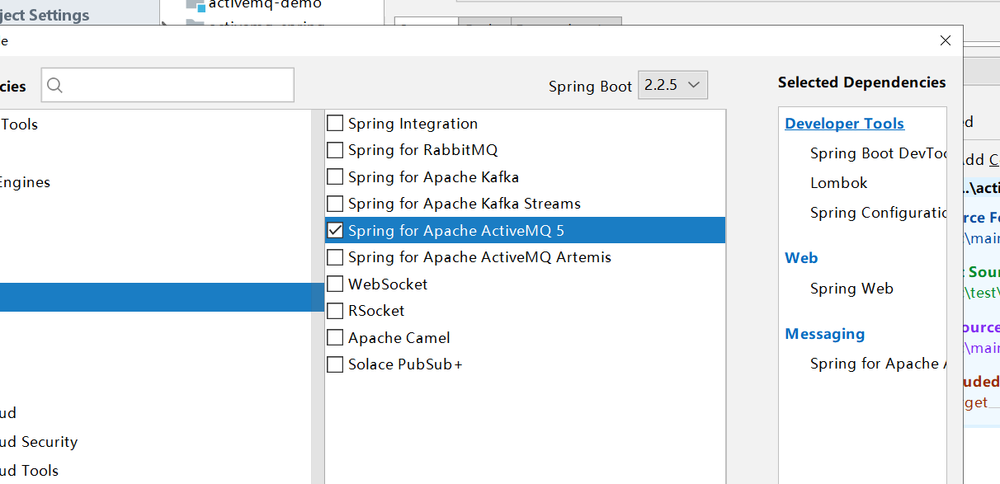 ject Settings
activemq-demo
cies
Spring Boot
2.2.5
Selected Dependencies
Tools
Engines
ud
ud Security
ud Tools
Spring Integration
Spring for RabbitMQ
Spring for Apache Kafka
Spring for Apache Kafka Streams
Spring for Apache ActiveMQ 5
Spring for Apache ActiveMQ Artemis
WebSocket
RSocket
Apache Camel
Solace PubSub+
Developer Tools
Spring Boot DevToo
Lombok
Spring Configuratio
Web
Spring Web
Messaging
Spring for Apache A
ed
dd C
..\acti
rce Fo
\main
Sour
\test\
ource
\main
uded
get